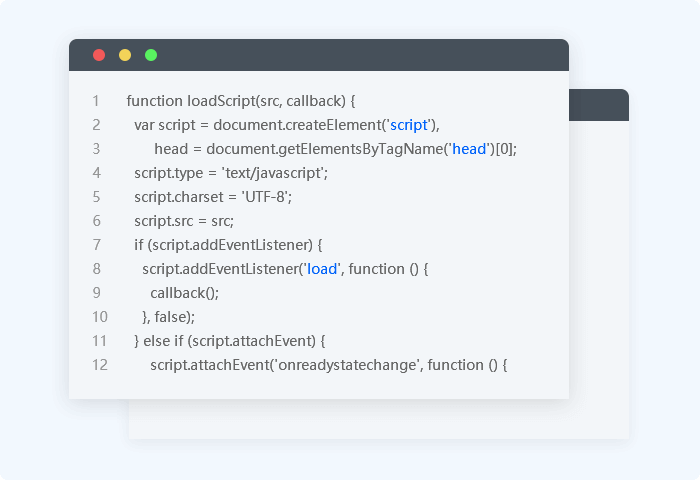 1 function loadScript(src, callback) {
2 var script = document.createElement('script'),
3 head = document.getElementsByTagName('head')[0];
4 script.type = 'text/javascript';
5 script.charset = 'UTF-8';
6 script.src = src;
7 if (script.addEventListener) {
8 script.addEventListener('load', function () {
9 callback();
10 }, false);
11 } else if (script.attachEvent) {
12 script.attachEvent('onreadystatechange', function () {